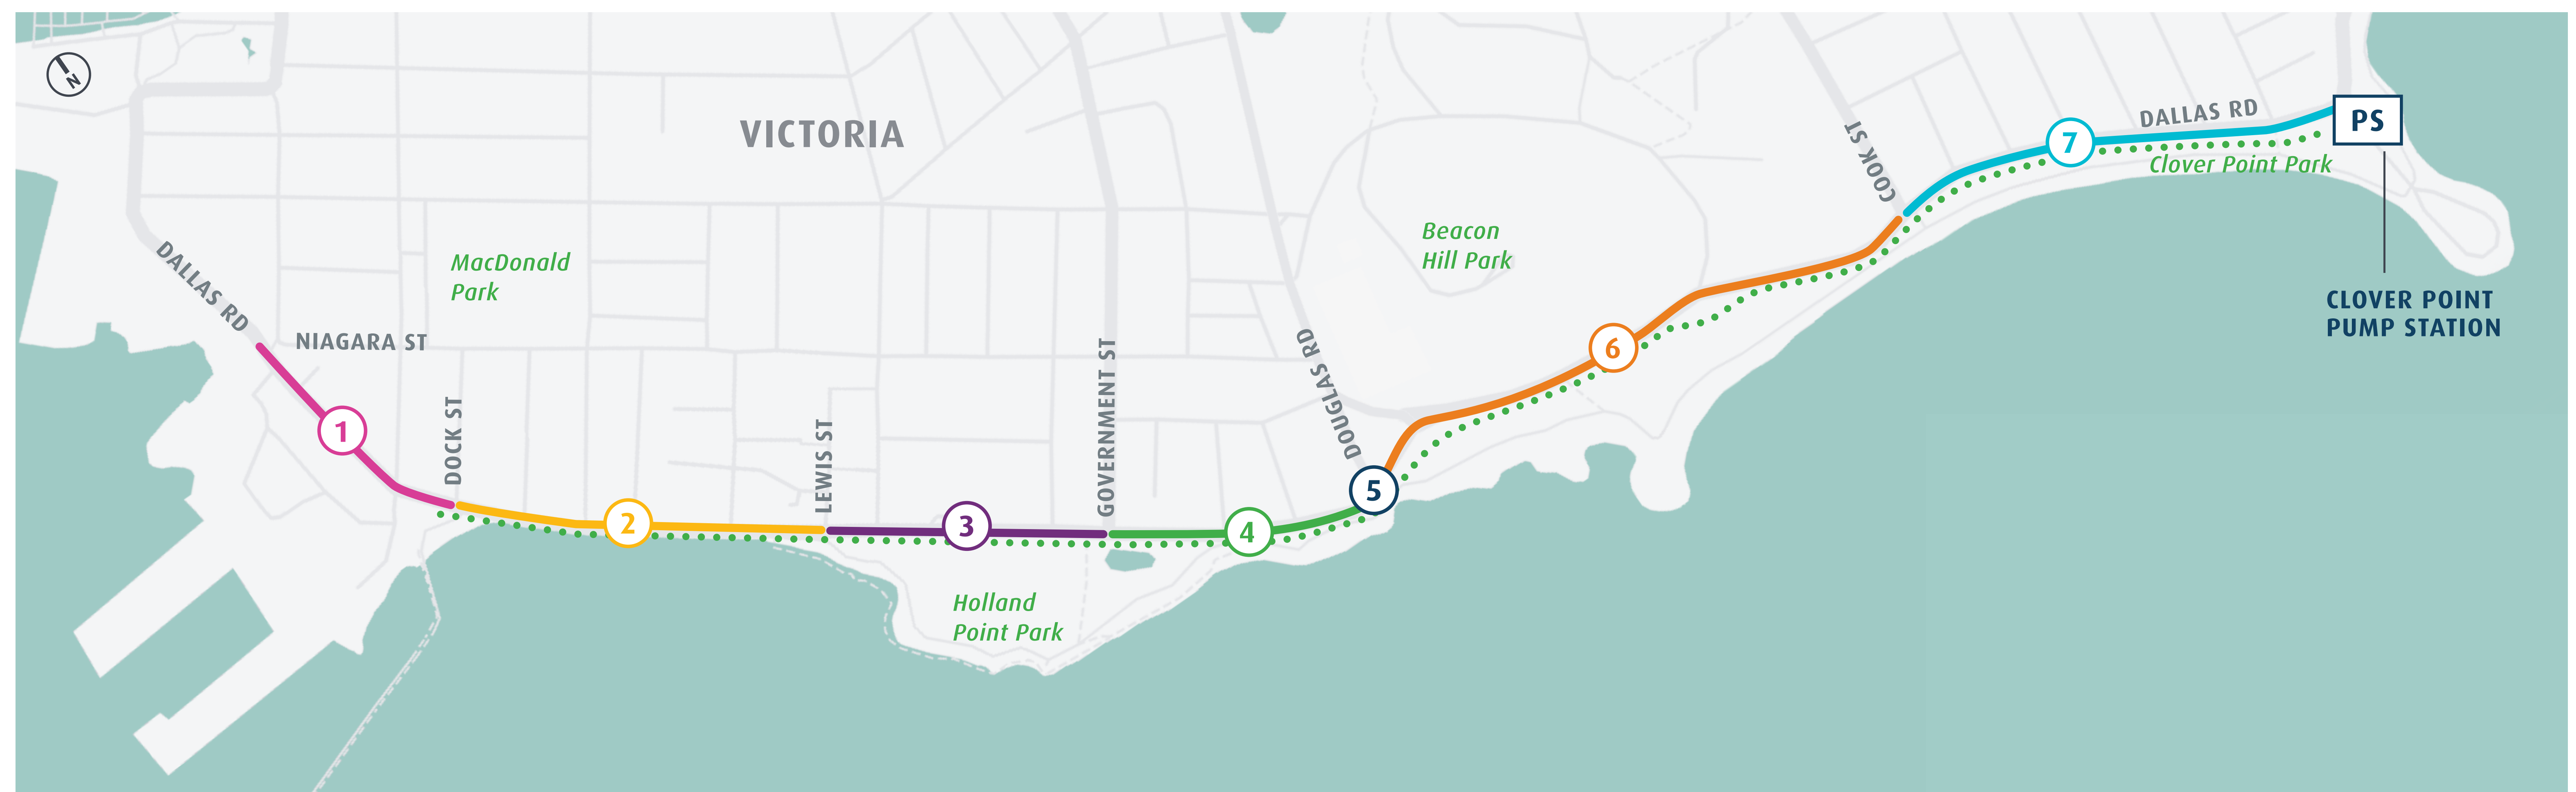 N
VICTORIA
DALLAS RD
MacDonald
Park
NIAGARA ST
DOCK ST
LEWIS ST
GOVERNMENT ST
DOUGLAS RD
Beacon
Hill Park
COOK ST
DALLAS RD
Clover Point Park
PS
CLOVER POINT
PUMP STATION
1
2
3
4
5
6
7
Holland
Point Park